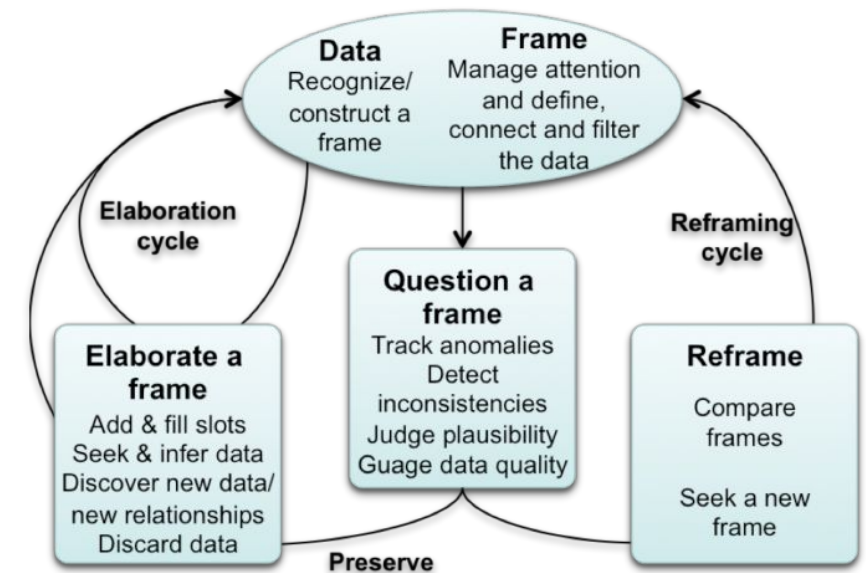 Data
Recognize/
construct a
frame
Frame
Manage attention
and define,
connect and filter
the data
Elaboration
cycle
Reframing
cycle
Question a
frame
Track anomalies
Detect
inconsistencies
Judge plausibility
Guage data quality
Elaborate a
frame
Add & fill slots
Seek & infer data
Discover new data/
new relationships
Discard data
Reframe
Compare
frames
Seek a new
frame
Preserve